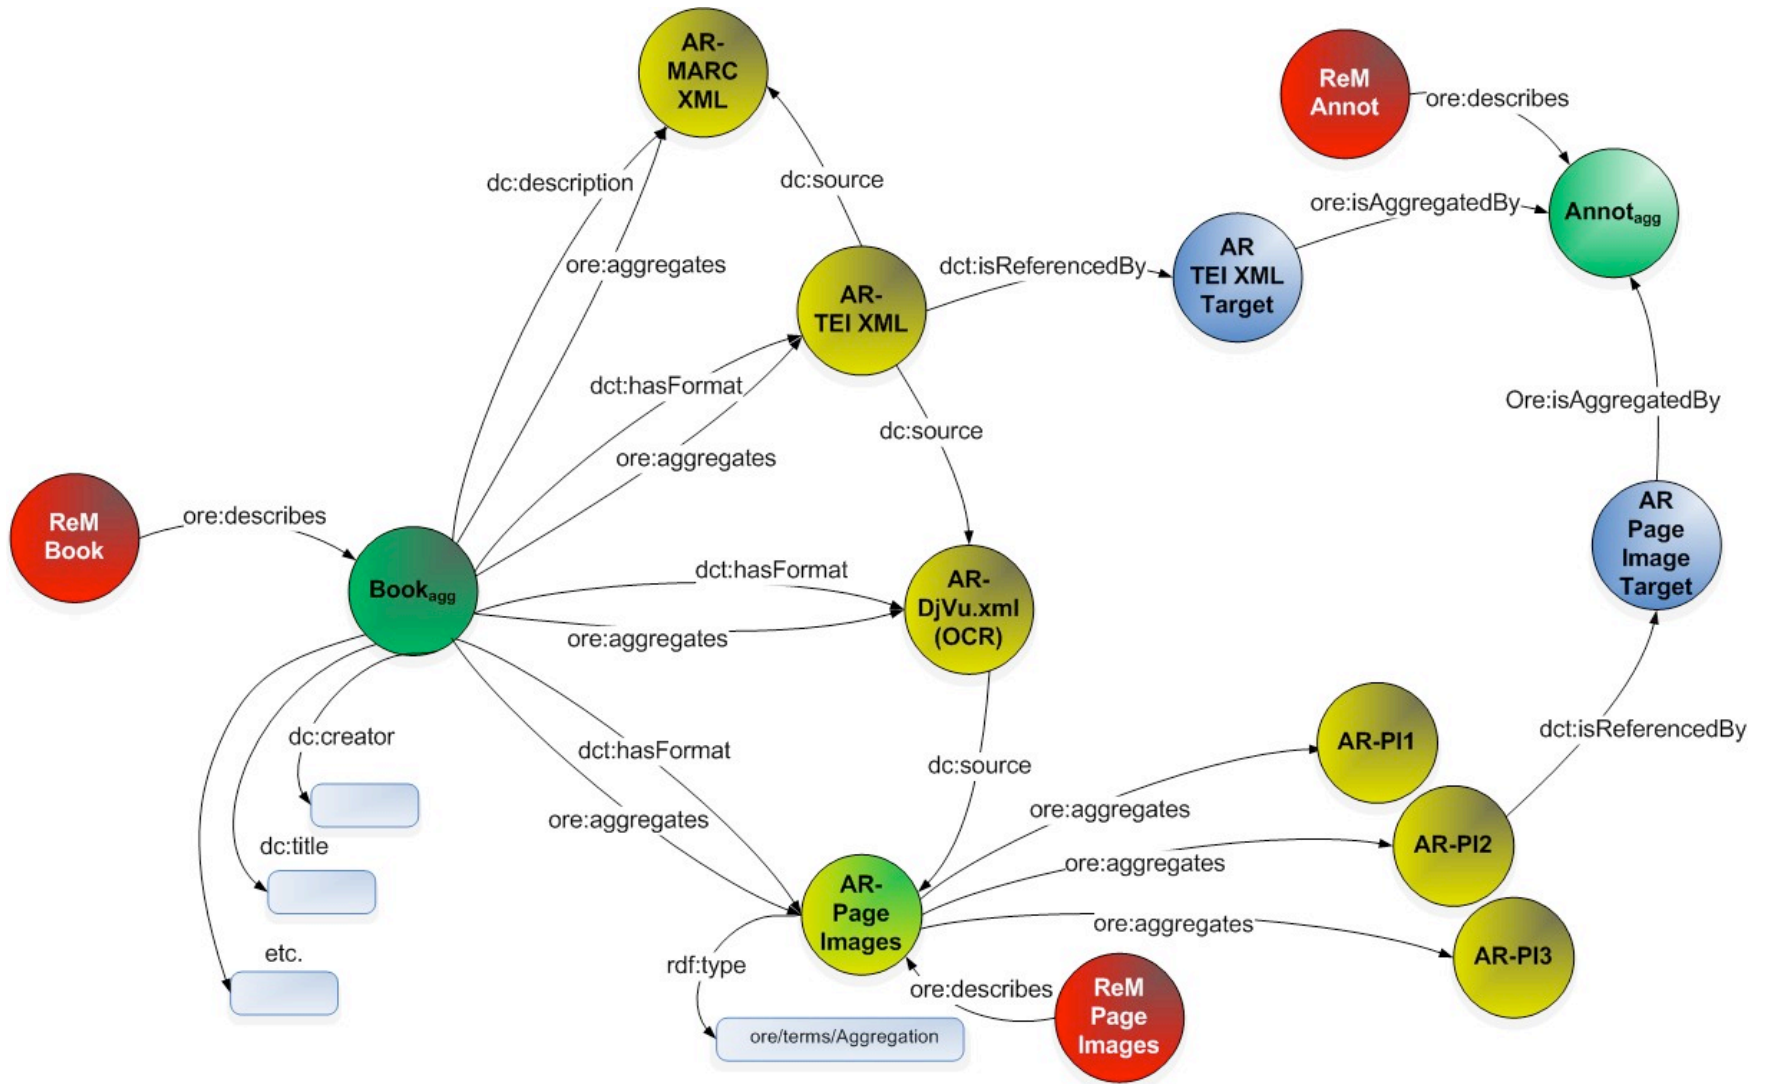 AR-
MARC
XML
ReM
Annot
ore:describes
dc:description
dc:source
ore:isAggregatedBy
Annotagg
ore:aggregates
dct:isReferencedBy
AR
TEI XML
Target
AR-
TEI XML
dct:hasFormat
Ore:isAggregatedBy
dc:source
ore:aggregates
ReM
Book
ore:describes
AR
Page
Image
Target
Bookagg
dct:hasFormat
AR-
DjVu.xml
(OCR)
ore:aggregates
dc:creator
dct:hasFormat
dc:source
AR-PI1
dct:isReferencedBy
ore:aggregates
ore:aggregates
dc:title
AR-PI2
ore:aggregates
AR-
Page
Images
ore:aggregates
AR-PI3
etc.
rdf:type
ore:describes
ReM
Page
Images
ore/terms/Aggregation